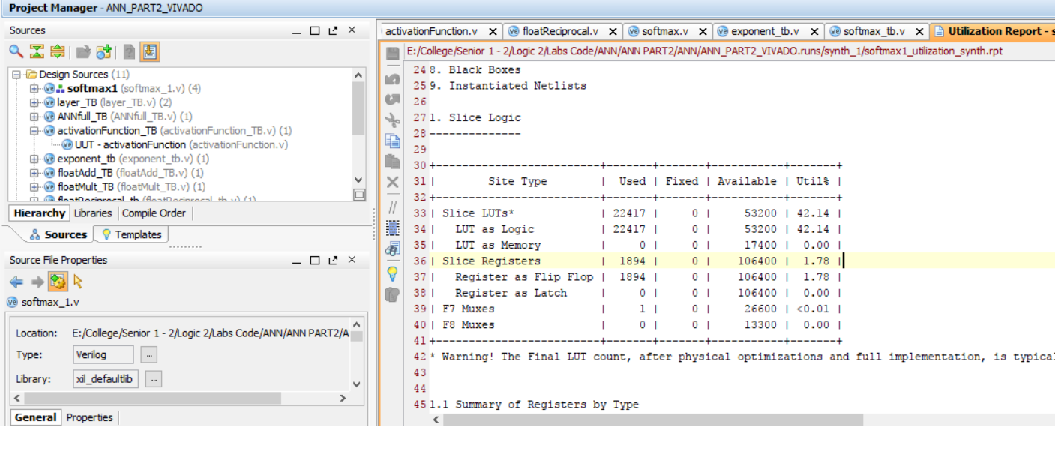 Project Manager - ANN_PART2_VIVADO
Sources
Design Sources (11)
softmax1 (softmax_1.v) (4)
layer_TB (layer_TB.v) (2)
ANNfull_TB (ANNfull_TB.v) (1)
activationFunction_TB (activationFunction_TB.v) (1)
UUT - activationFunction (activationFunction.v)
exponent_tb (exponent_tb.v) (1)
floatAdd_TB (floatAdd_TB.v) (1)
floatMult_TB (floatMult_TB.v) (1)
Hierarchy Libraries Compile Order
Sources Templates
Source File Properties
softmax_1.v
Location: E:/College/Senior 1 - 2/Logic 2/Labs Code/ANN/ANN PART2/A
Type: Verilog ...
Library: xil_defaultlib ...
General Properties
activationFunction.v floatReciprocal.v softmax.v exponent_tb.v softmax_tb.v Utilization Report - s
E:/College/Senior 1 - 2/Logic 2/Labs Code/ANN/ANN PART2/ANN/ANN_PART2_VIVADO.runs/synth_1/softmax1_utilization_synth.rpt
24 8. Black Boxes
25 9. Instantiated Netlists
26
27 1. Slice Logic
28 --------------
29
30 +----------------------------+-------+-------+-----------+-------+
31 | Site Type | Used | Fixed | Available | Util% |
32 +----------------------------+-------+-------+-----------+-------+
33 | Slice LUTs* | 22417 | 0 | 53200 | 42.14 |
34 | LUT as Logic | 22417 | 0 | 53200 | 42.14 |
35 | LUT as Memory | 0 | 0 | 17400 | 0.00 |
36 | Slice Registers | 1894 | 0 | 106400 | 1.78 |
37 | Register as Flip Flop | 1894 | 0 | 106400 | 1.78 |
38 | Register as Latch | 0 | 0 | 106400 | 0.00 |
39 | F7 Muxes | 1 | 0 | 26600 | <0.01 |
40 | F8 Muxes | 0 | 0 | 13300 | 0.00 |
41 +----------------------------+-------+-------+-----------+-------+
42 * Warning! The Final LUT count, after physical optimizations and full implementation, is typical
43
44
45 1.1 Summary of Registers by Type